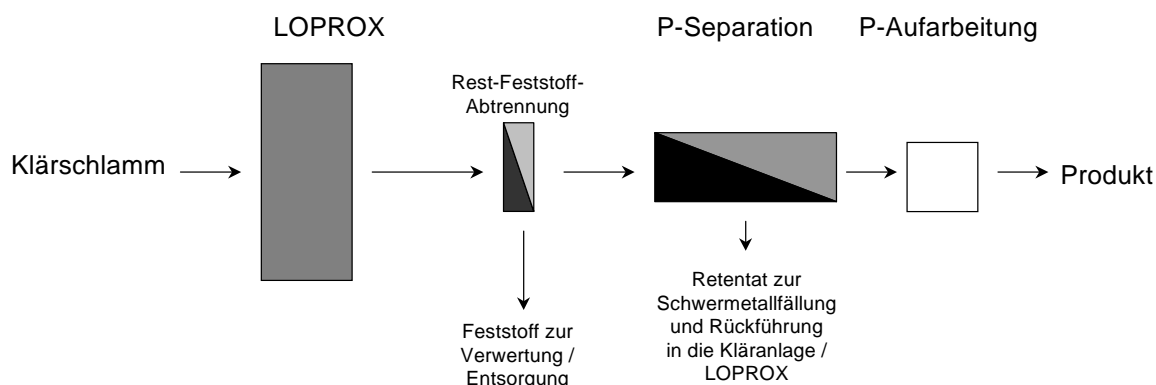 LOPROX
P-Separation
P-Aufarbeitung
Rest-Feststoff-
Abtrennung
Klärschlamm
Produkt
Feststoff zur
Verwertung /
Entsorgung
Retentat zur
Schwermetallfällung
und Rückführung
in die Kläranlage /
LOPROX